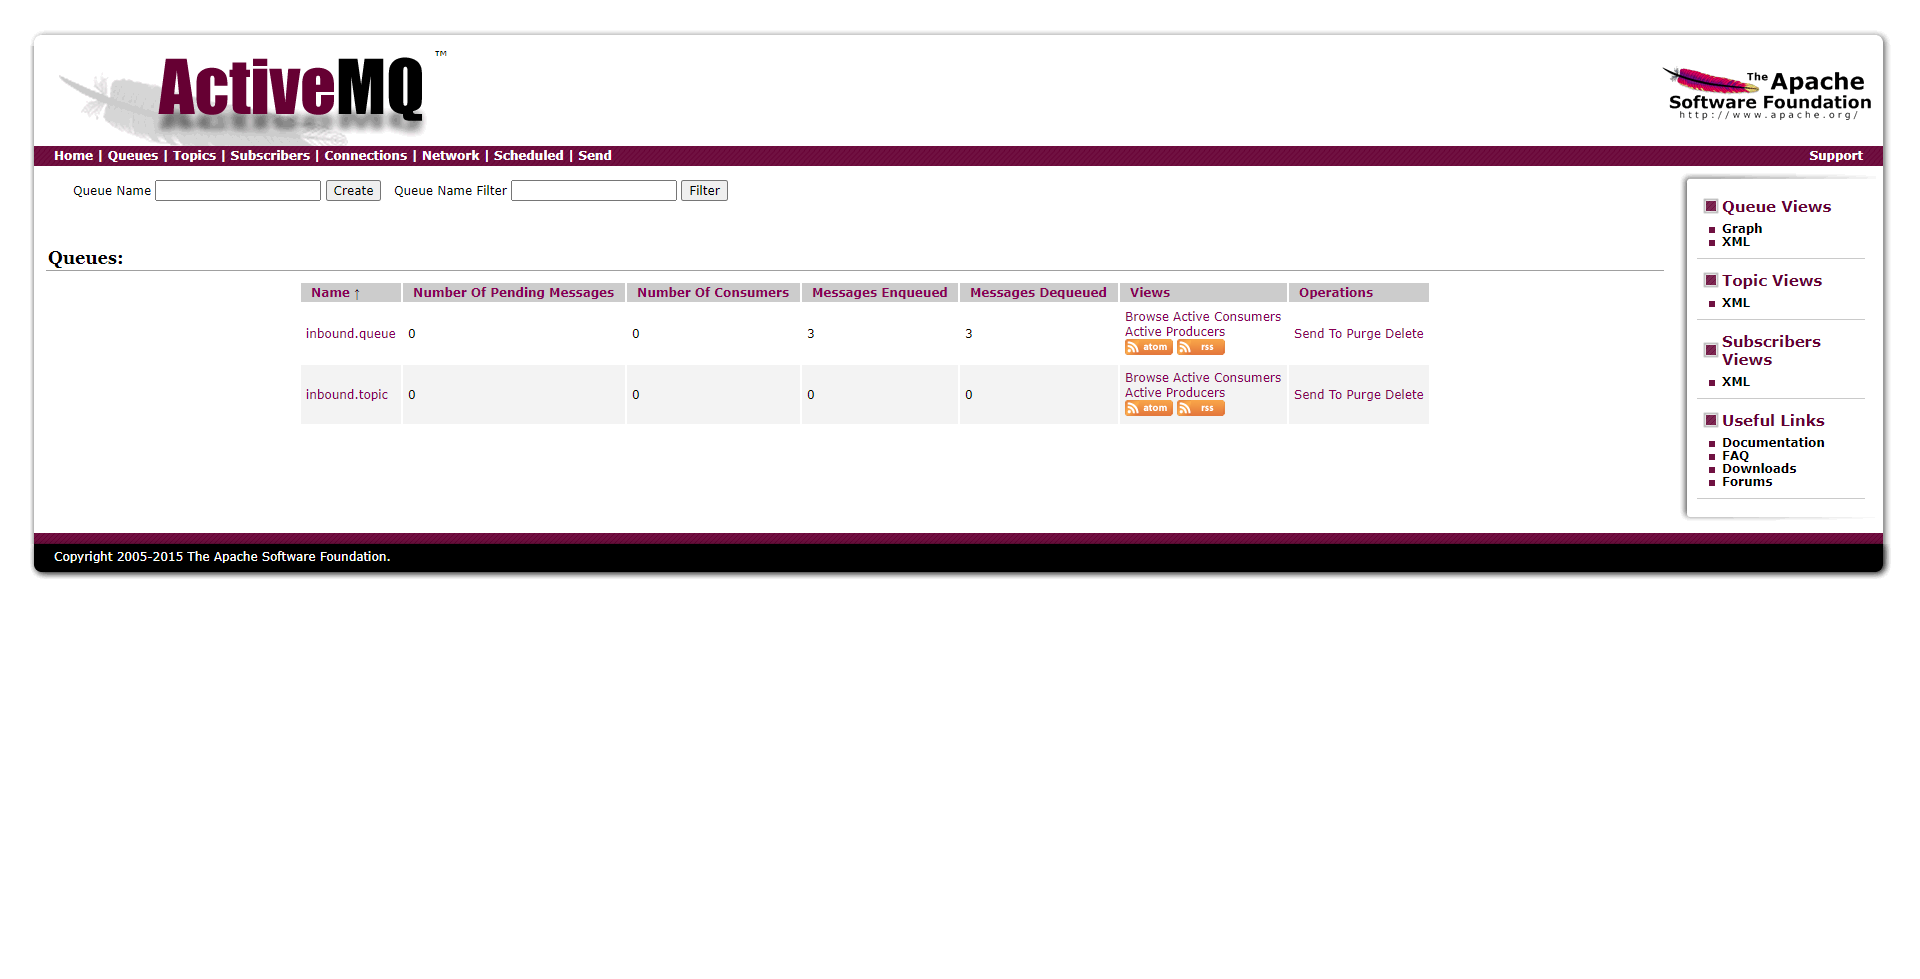 ActiveMQ ™
The Apache
Software Foundation
http://www.apache.org/
Home | Queues | Topics | Subscribers | Connections | Network | Scheduled | Send
Support
Queue Name Create Queue Name Filter Filter
Queues:
Name ↑ Number Of Pending Messages Number Of Consumers Messages Enqueued Messages Dequeued Views Operations
inbound.queue 0 0 3 3 Browse Active Consumers
Active Producers
atom rss
Send To Purge Delete
inbound.topic 0 0 0 0 Browse Active Consumers
Active Producers
atom rss
Send To Purge Delete
Queue Views
Graph
XML
Topic Views
XML
Subscribers
Views
XML
Useful Links
Documentation
FAQ
Downloads
Forums
Copyright 2005-2015 The Apache Software Foundation.